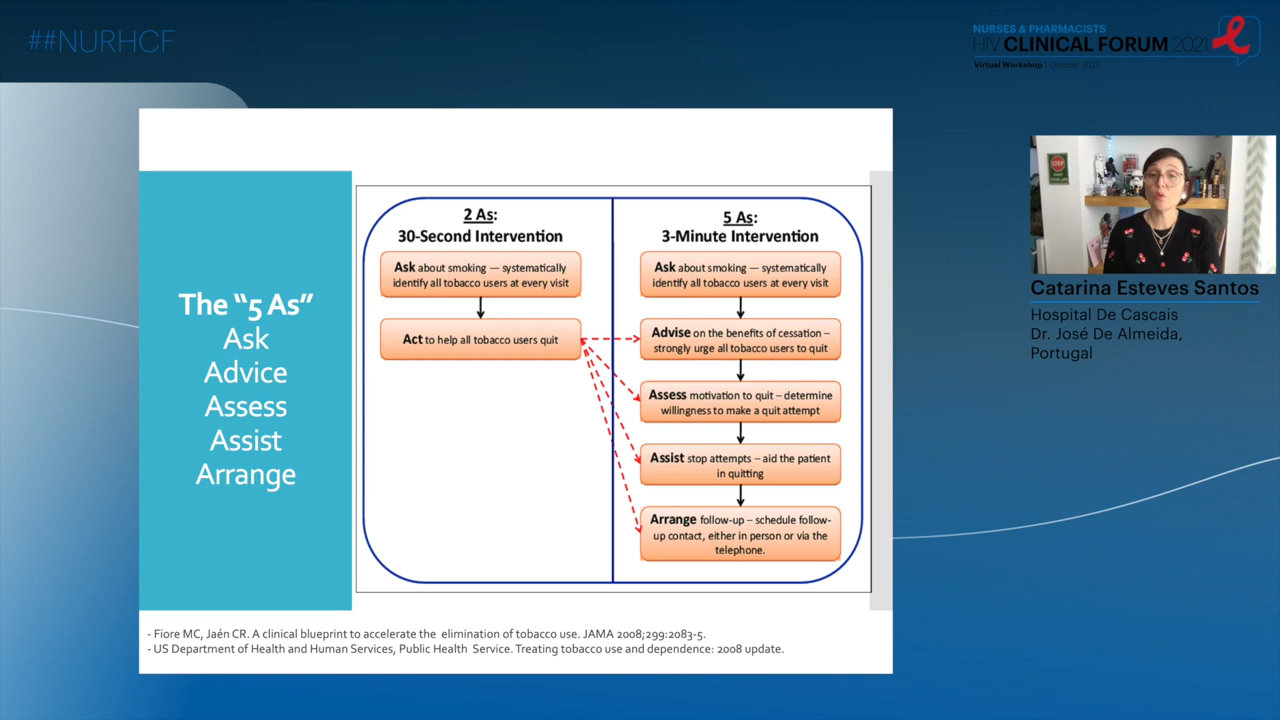 ##NURHCF
NURSES & PHARMACISTS
HIV CLINICAL FORUM 2021
Virtual Workshop 1 October 2021
The “5 As”
Ask
Advice
Assess
Assist
Arrange
2 As:
30-Second Intervention
Ask about smoking — systematically
identify all tobacco users at every visit
Act to help all tobacco users quit
5 As:
3-Minute Intervention
Ask about smoking — systematically
identify all tobacco users at every visit
Advise on the benefits of cessation –
strongly urge all tobacco users to quit
Assess motivation to quit – determine
willingness to make a quit attempt
Assist stop attempts – aid the patient
in quitting
Arrange follow-up – schedule follow-
up contact, either in person or via the
telephone.
- Fiore MC, Jaén CR. A clinical blueprint to accelerate the elimination of tobacco use. JAMA 2008;299:2083-5.
- US Department of Health and Human Services, Public Health Service. Treating tobacco use and dependence: 2008 update.
STOP
Catarina Esteves Santos
Hospital De Cascais
Dr. José De Almeida,
Portugal